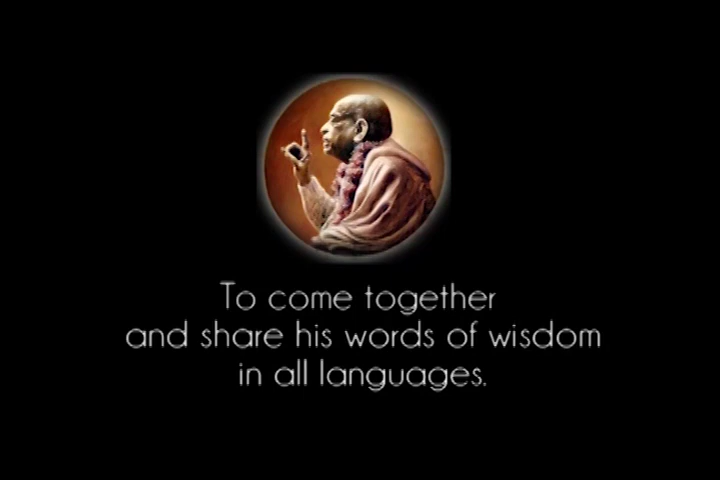 To come together
and share his words of wisdom
in all languages.